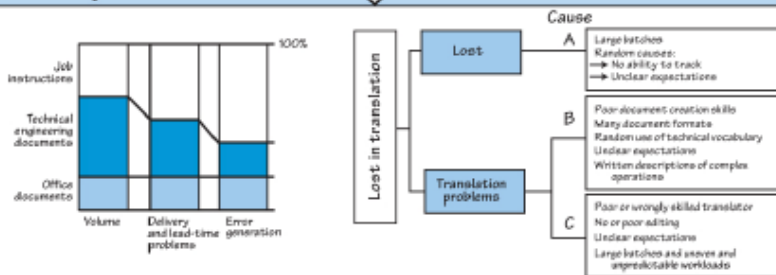 100%
Job
instructions
Technical
engineering
documents
Office
documents
Volume
Delivery
and lead-time
problems
Error
generation
Lost in translation
Lost
Translation
problems
Cause
A
Large batches
Random causes:
→ No ability to track
→ Unclear expectations
B
Poor document creation skills
Many document formats
Random use of technical vocabulary
Unclear expectations
Written descriptions of complex
operations
C
Poor or wrongly skilled translator
No or poor editing
Unclear expectations
Large batches and uneven and
unpredictable workloads